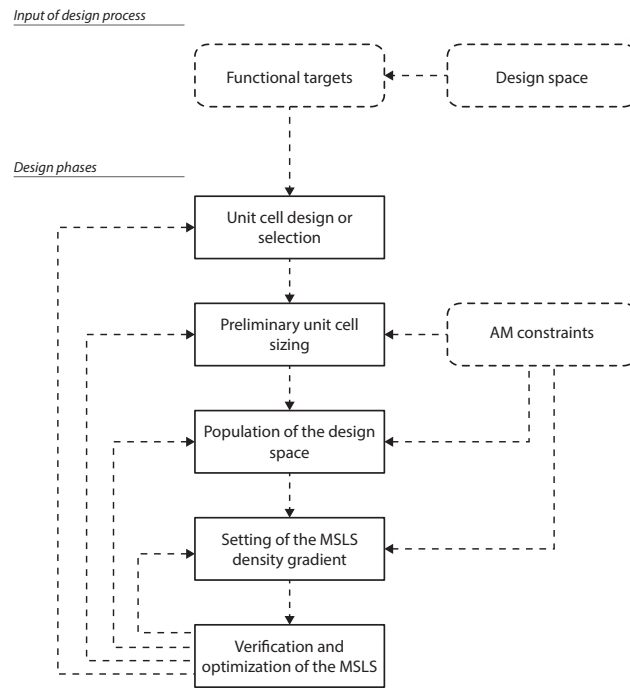 Input of design process
Functional targets
Design space
Design phases
Unit cell design or
selection
Preliminary unit cell
sizing
AM constraints
Population of the design
space
Setting of the MSLS
density gradient
Verification and
optimization of the MSLS